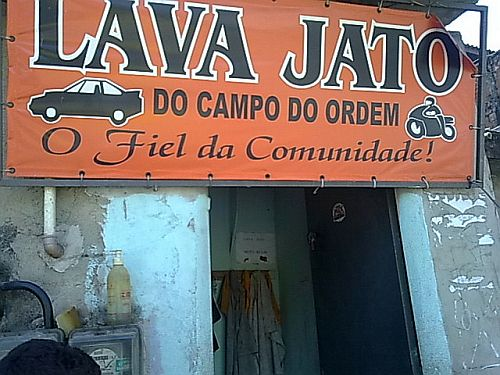 LAVA JATO
DO CAMPO DO ORDEM
O Fiel da Comunidade!